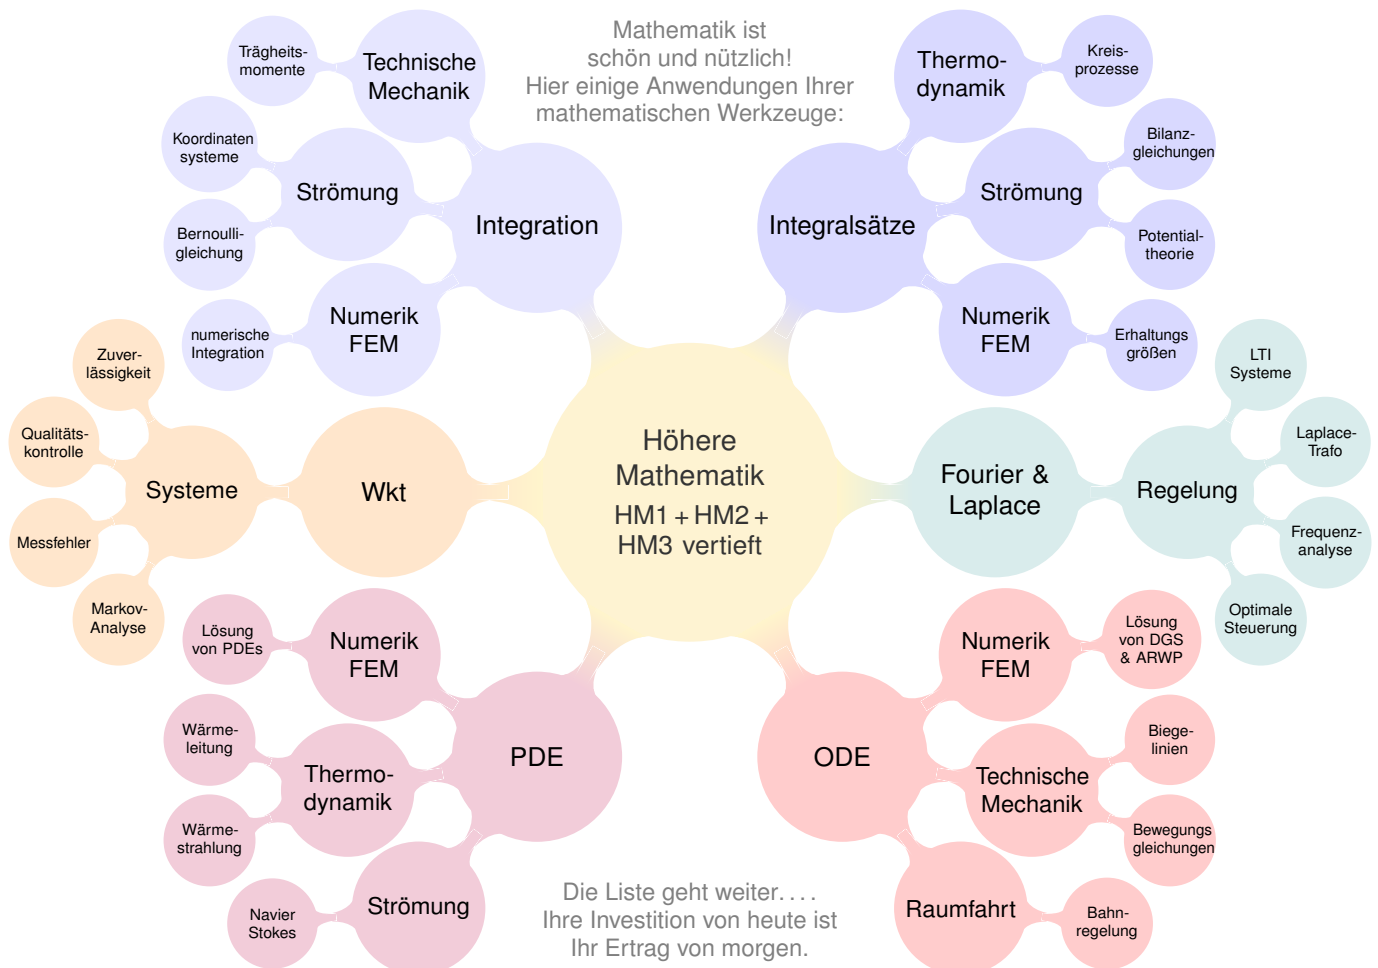 Mathematik ist
schön und nützlich!
Hier einige Anwendungen Ihrer
mathematischen Werkzeuge:
Trägheits-
momente
Technische
Mechanik
Koordinaten
systeme
Strömung
Bernoulli-
gleichung
Integration
numerische
Integration
Numerik
FEM
Thermo-
dynamik
Kreis-
prozesse
Bilanz-
gleichungen
Strömung
Integralsätze
Potential-
theorie
Numerik
FEM
Erhaltungs
größen
Zuver-
lässigkeit
Qualitäts-
kontrolle
Systeme
Wkt
Messfehler
Markov-
Analyse
Höhere
Mathematik
HM1 + HM2 +
HM3 vertieft
Fourier &
Laplace
Regelung
LTI
Systeme
Laplace-
Trafo
Frequenz-
analyse
Optimale
Steuerung
Lösung
von PDEs
Numerik
FEM
Wärme-
leitung
Thermo-
dynamik
PDE
Wärme-
strahlung
Navier
Stokes
Strömung
Numerik
FEM
Lösung
von DGS
& ARWP
ODE
Technische
Mechanik
Biege-
linien
Bewegungs
gleichungen
Raumfahrt
Bahn-
regelung
Die Liste geht weiter....
Ihre Investition von heute ist
Ihr Ertrag von morgen.